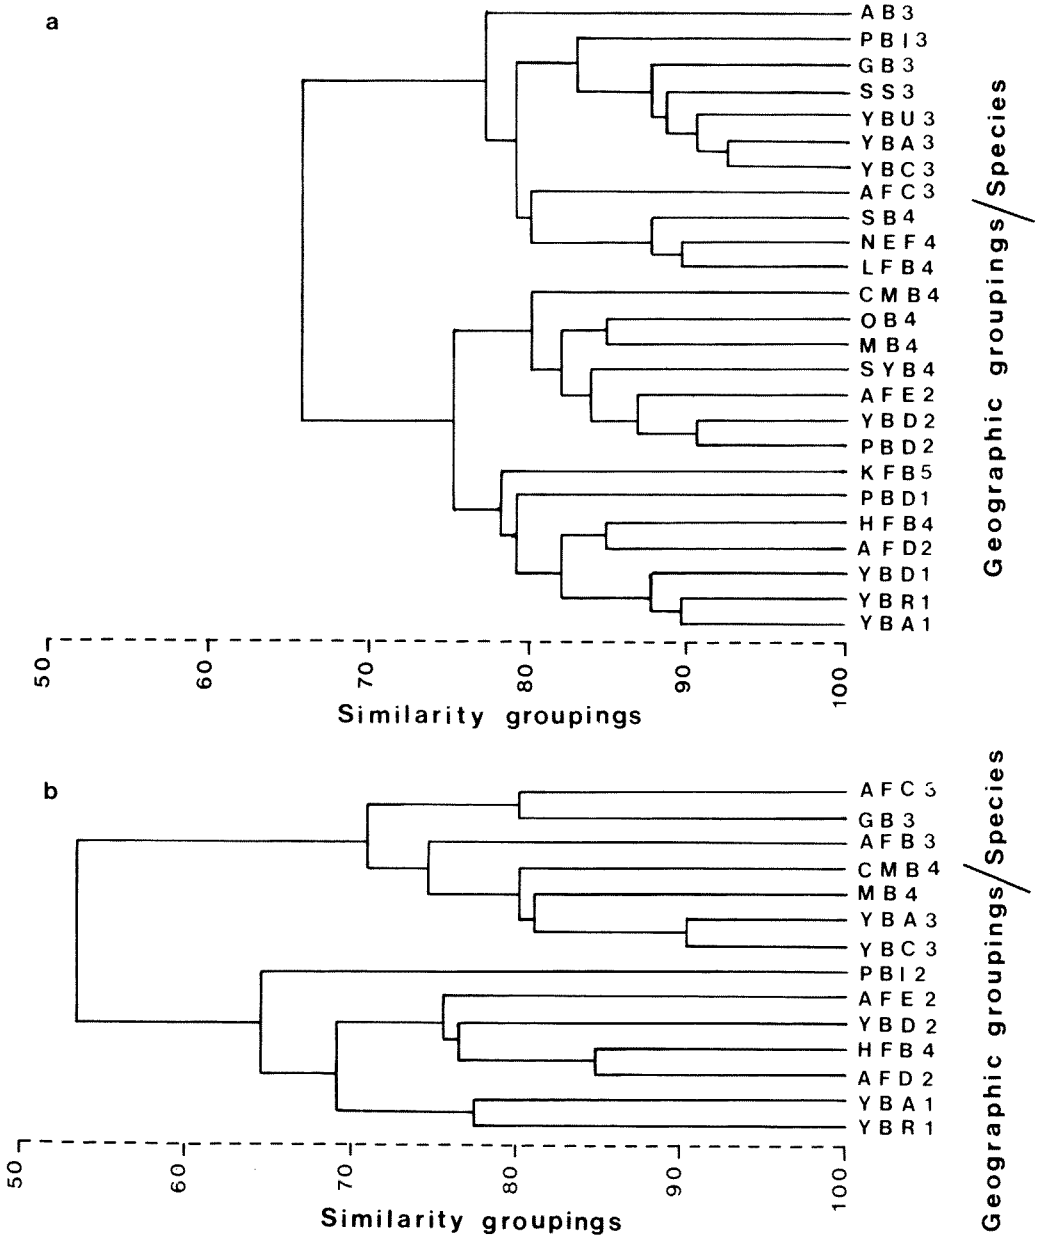 a
AB3
PBI3
GB3
SS3
YBU3
YBA3
YBC3
AFC3
SB4
NEF4
LFB4
CMB4
OB4
MB4
SYB4
AFE2
YBD2
PBD2
KFB5
PBD1
HFB4
AFD2
YBD1
YBR1
YBA1
Geographic groupings/Species
50 60 70 80 90 100
Similarity groupings
b
AFC3
GB3
AFB3
CMB4
MB4
YBA3
YBC3
PBI2
AFE2
YBD2
HFB4
AFD2
YBA1
YBR1
Geographic groupings/Species
50 60 70 80 90 100
Similarity groupings